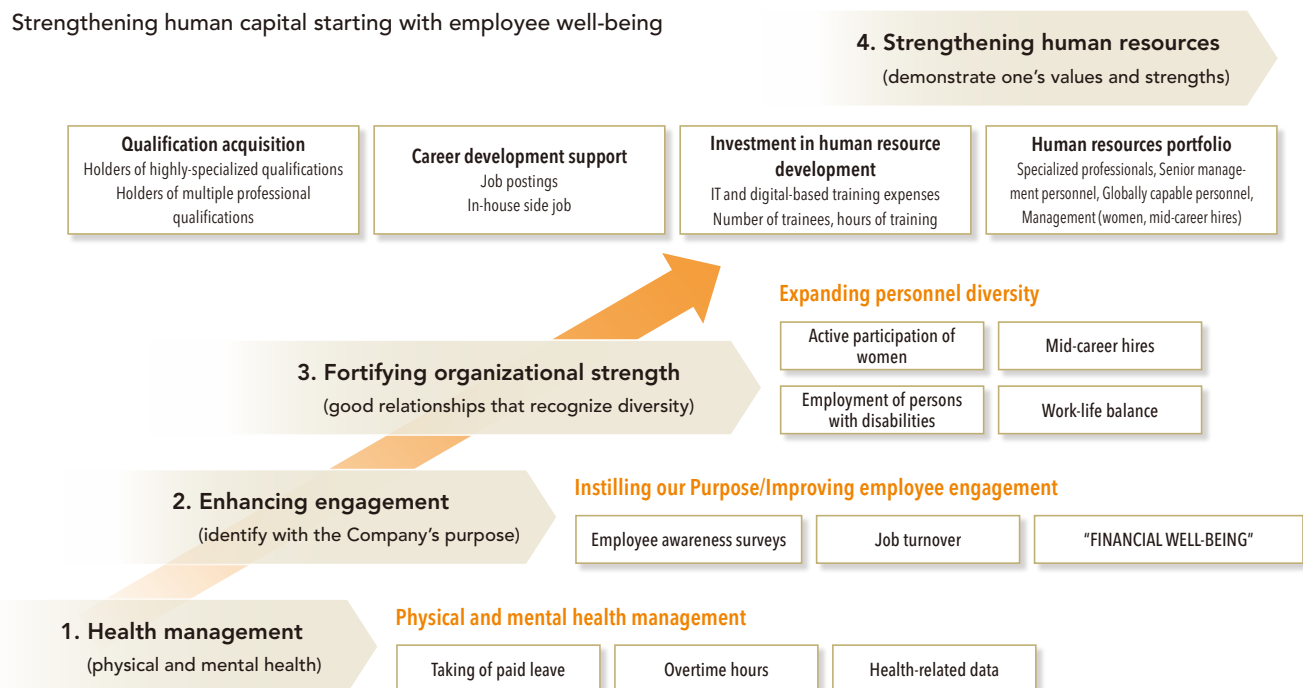 Strengthening human capital starting with employee well-being
4. Strengthening human resources
(demonstrate one’s values and strengths)
Qualification acquisition
Holders of highly-specialized qualifications
Holders of multiple professional
qualifications
Career development support
Job postings
In-house side job
Investment in human resource
development
IT and digital-based training expenses
Number of trainees, hours of training
Human resources portfolio
Specialized professionals, Senior manage-
ment personnel, Globally capable personnel,
Management (women, mid-career hires)
Expanding personnel diversity
Active participation of
women
Mid-career hires
3. Fortifying organizational strength
(good relationships that recognize diversity)
Employment of persons
with disabilities
Work-life balance
2. Enhancing engagement
(identify with the Company’s purpose)
Instilling our Purpose/Improving employee engagement
Employee awareness surveys
Job turnover
“FINANCIAL WELL-BEING”
1. Health management
(physical and mental health)
Physical and mental health management
Taking of paid leave
Overtime hours
Health-related data